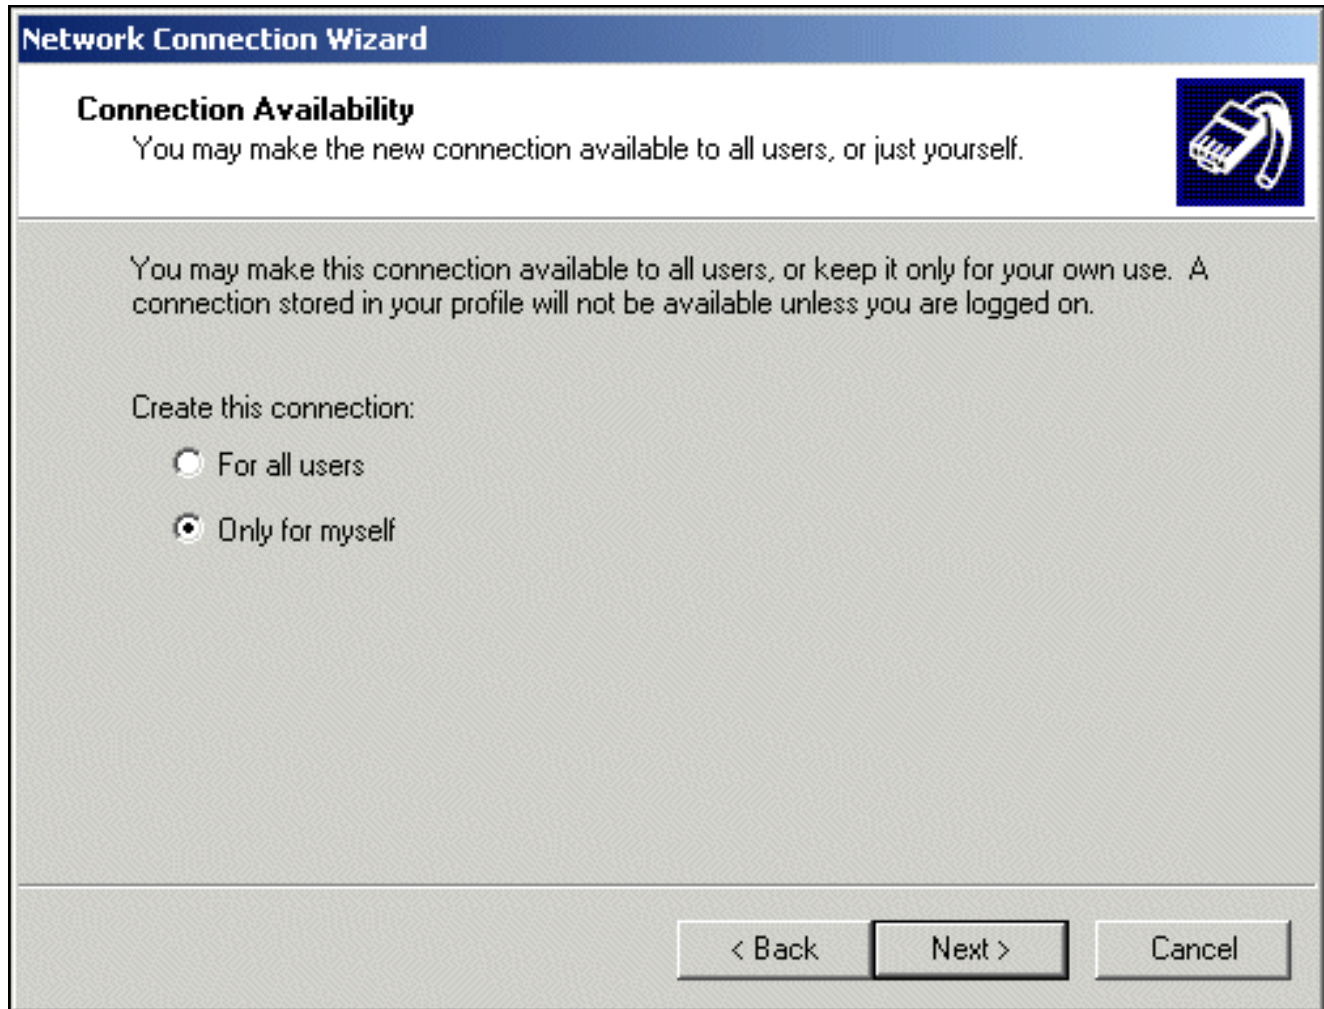 Network Connection Wizard
Connection Availability
You may make the new connection available to all users, or just yourself.
You may make this connection available to all users, or keep it only for your own use.  A
connection stored in your profile will not be available unless you are logged on.
Create this connection:
For all users
Only for myself
< Back
Next >
Cancel